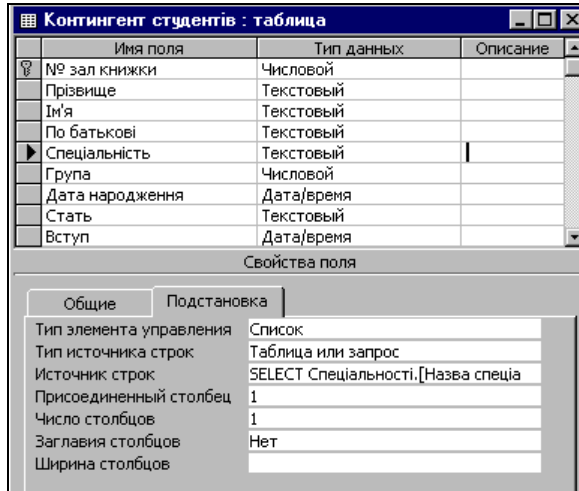 Контингент студентів : таблица
Имя поля Тип данных Описание
№ зал книжки Числовой
Прізвище Текстовый
Ім'я Текстовый
По батькові Текстовый
Спеціальність Текстовый
Група Числовой
Дата народження Дата/время
Стать Текстовый
Вступ Дата/время
Свойства поля
Общие Подстановка
Тип элемента управления Список
Тип источника строк Таблица или запрос
Источник строк SELECT Спеціальності.[Назва спеціа
Присоединенный столбец 1
Число столбцов 1
Заглавия столбцов Нет
Ширина столбцов